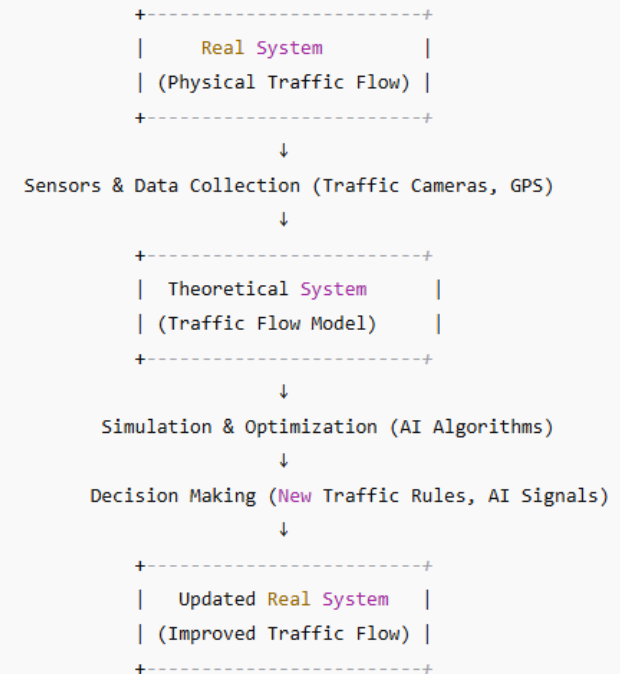 +-------------------------+
|     Real System         |
| (Physical Traffic Flow) |
+-------------------------+
↓
Sensors & Data Collection (Traffic Cameras, GPS)
↓
+-------------------------+
|  Theoretical System      |
| (Traffic Flow Model)     |
+-------------------------+
↓
Simulation & Optimization (AI Algorithms)
↓
Decision Making (New Traffic Rules, AI Signals)
↓
+-------------------------+
|   Updated Real System   |
| (Improved Traffic Flow) |
+-------------------------+